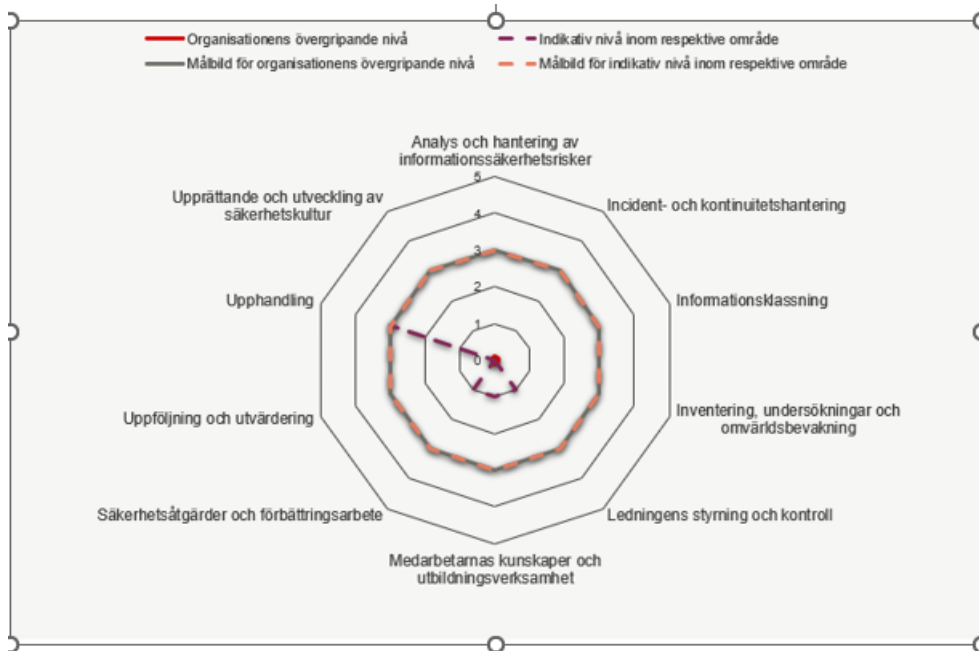 Organisationens övergripande nivå
Indikativ nivå inom respektive område
Målbild för organisationens övergripande nivå
Målbild för indikativ nivå inom respektive område
Analys och hantering av
informationssäkerhetsrisker
Upprättande och utveckling av
säkerhetskultur
Incident- och kontinuitetshantering
Upphandling
Informationsklassning
Uppföljning och utvärdering
Inventering, undersökningar och
omvärldsbevakning
Säkerhetsåtgärder och förbättringsarbete
Ledningens styrning och kontroll
Medarbetarnas kunskaper och
utbildningsverksamhet
5
4
3
2
1
0